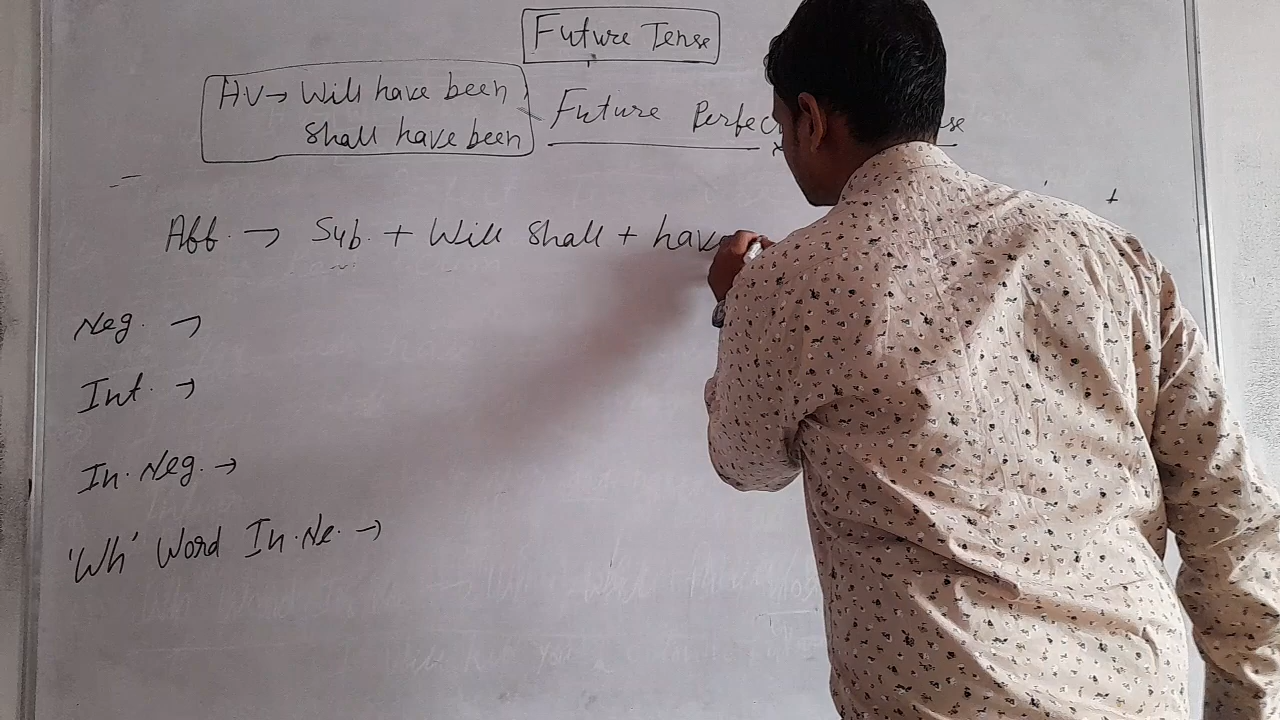 Future Tense
AV → Will have been
Shall have been
Future Perfec se
Aff. → Sub. + Will Shall + hav
Neg. →
Int. →
In. Neg. →
'Wh' Word In. Ne. →